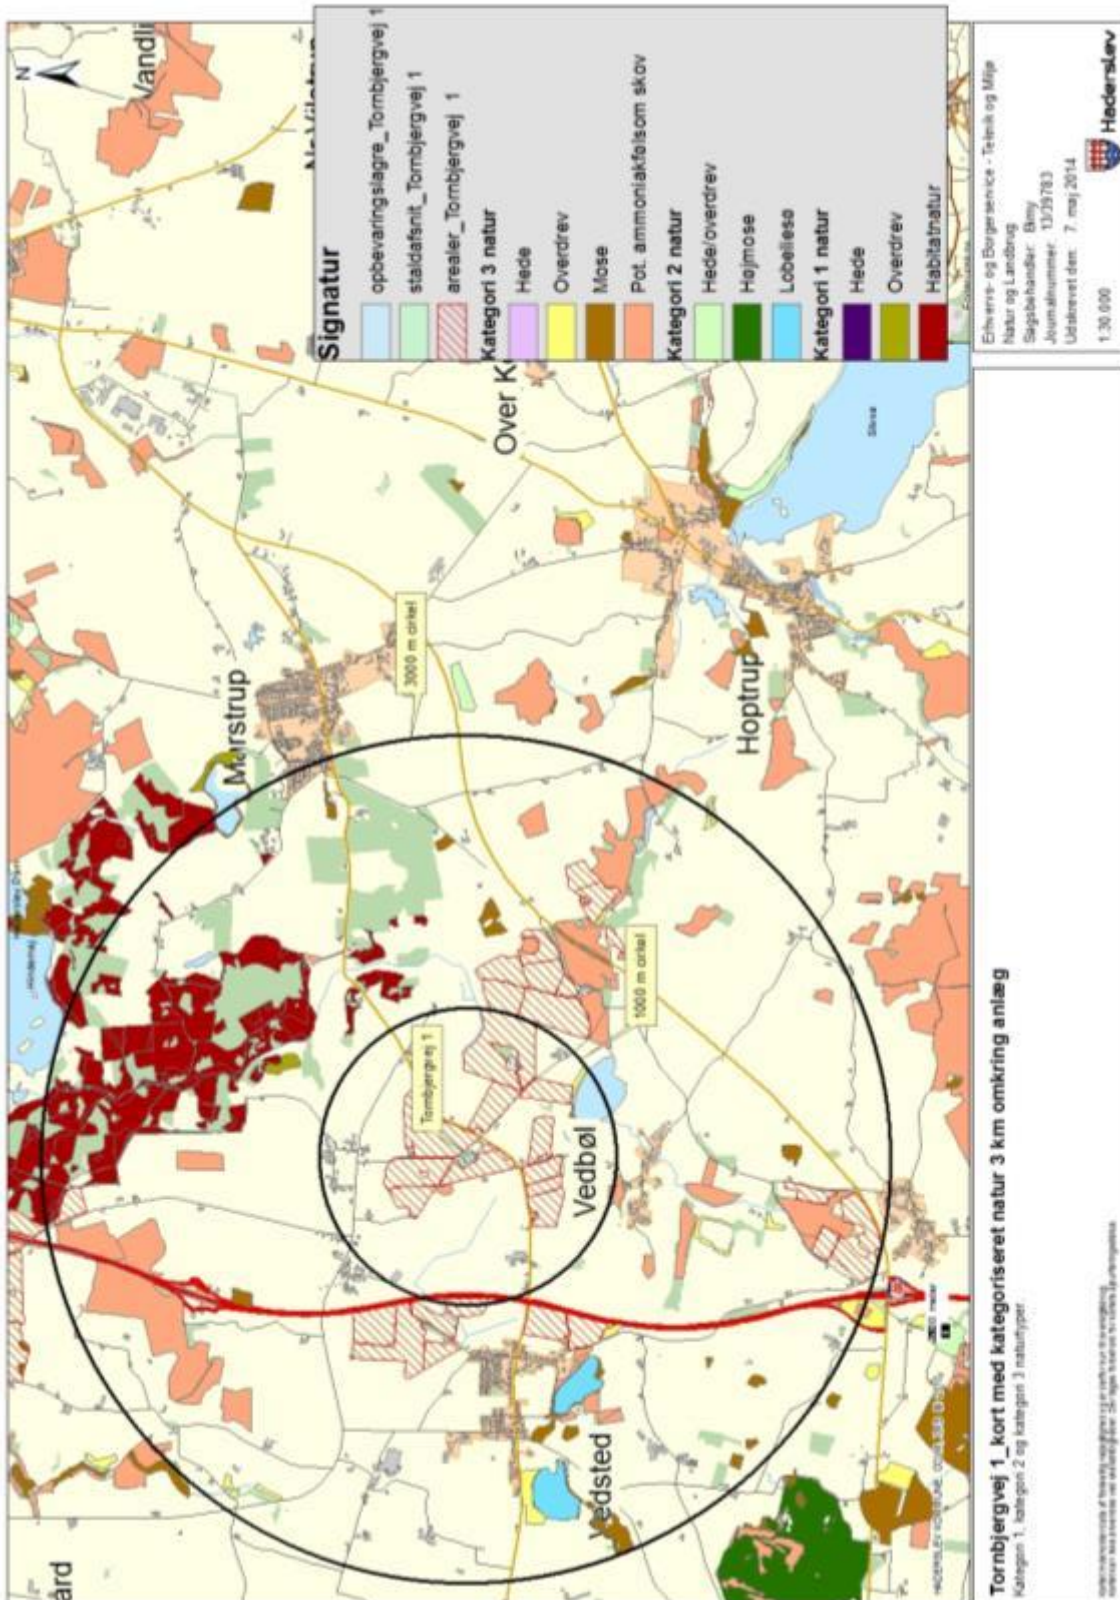 N
Vandli
Marstrup
Over K
3000 m cirkel
Hoptrup
Tornbjergvej 1
1000 m cirkel
Vedbøl
Vedsted
ård
Signatur
opbevaringslagre_Tornbjergvej 1
staldafsnit_Tornbjergvej 1
arealer_Tornbjergvej 1
Kategori 3 natur
Hede
Overdrev
Mose
Pot. ammoniakfølsom skov
Kategori 2 natur
Hede/overdrev
Højmose
Lobeliesø
Kategori 1 natur
Hede
Overdrev
Habitatnatur
Erhvervs- og Borgerservice - Teknik og Miljø
Natur og Landbrug
Sagsbehandler:
Journalnummer: 13/39783
Udskrevet den: 7. maj 2014
1:30.000
Haderslev
Tornbjergvej 1_kort med kategoriseret natur 3 km omkring anlæg
Kategori 1, kategori 2 og kategori 3 naturtyper.